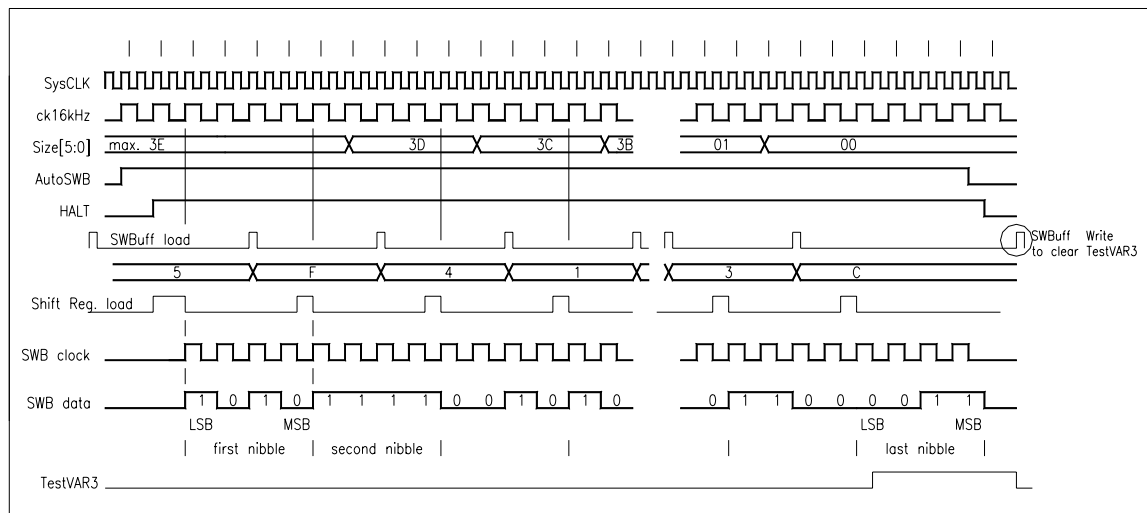 SysCLK
ck16kHz
Size[5:0] max. 3E 3D 3C 3B 01 00
AutoSWB
HALT
SWBuff load
SWBuff Write
to clear TestVAR3
5 F 4 1 3 C
Shift Reg. load
SWB clock
SWB data 1 0 1 0 1 1 1 1 0 0 1 0 1 0 0 1 1 0 0 0 0 1 1
LSB MSB LSB MSB
first nibble second nibble last nibble
TestVAR3